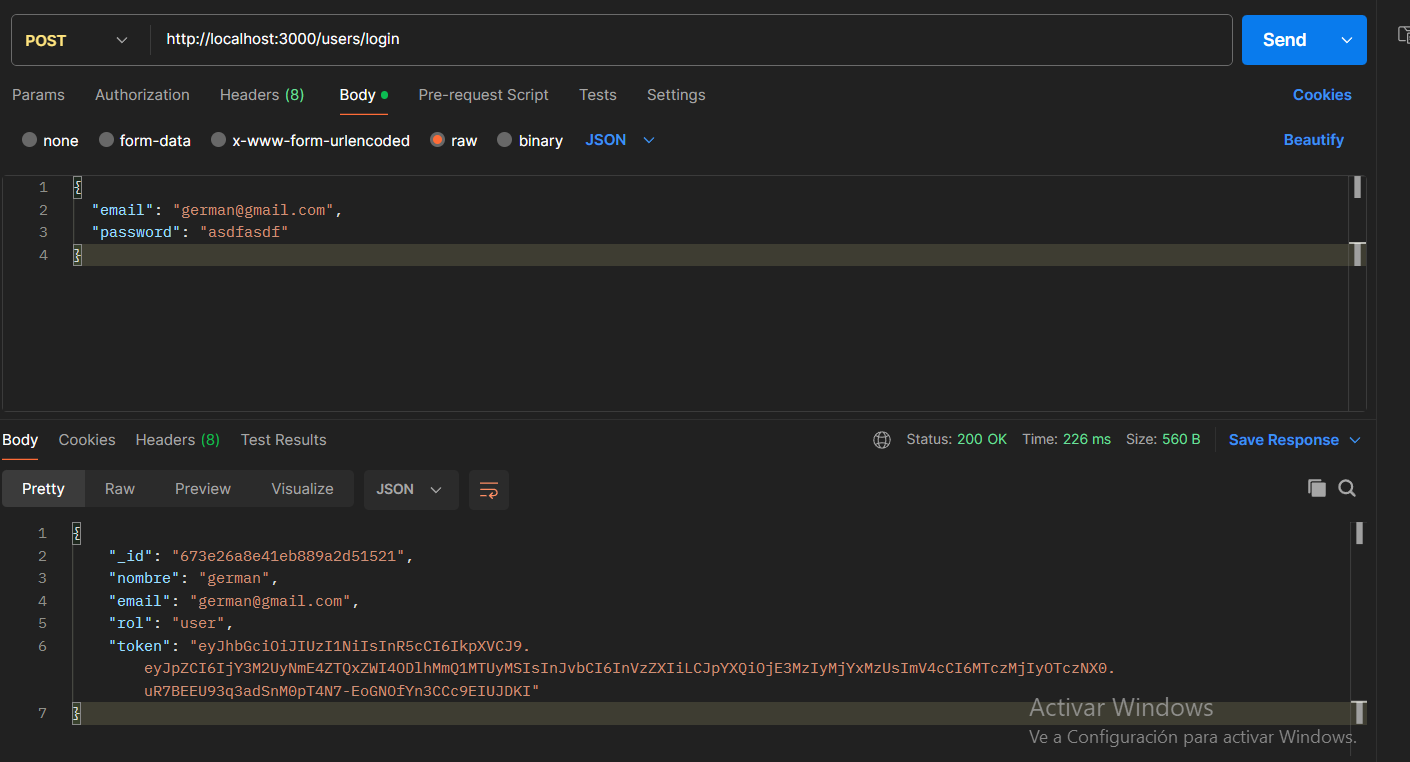 POST http://localhost:3000/users/login Send
Params Authorization Headers (8) Body Pre-request Script Tests Settings Cookies
none form-data x-www-form-urlencoded raw binary JSON Beautify
1 {
2 "email": "german@gmail.com",
3 "password": "asdfasdf"
4 }
Body Cookies Headers (8) Test Results Status: 200 OK Time: 226 ms Size: 560 B Save Response
Pretty Raw Preview Visualize JSON
1 {
2 "_id": "673e26a8e41eb889a2d51521",
3 "nombre": "german",
4 "email": "german@gmail.com",
5 "rol": "user",
6 "token": "eyJhbGciOiJIUzI1NiIsInR5cCI6IkpXVCJ9.
eyJpZCI6IjY3M2UyNmE4ZTQxZWI4ODlhMmQ1MTUyMSIsInJvbCI6InVzZXIiLCJpYXQiOjE3MzIyMjYxMzUsImV4cCI6MTczMjIyOTczNX0.
uR7BEEU93q3adSnM0pT4N7-EoGNOfYn3CCc9EIUJDKI"
7 }
Activar Windows
Ve a Configuración para activar Windows.